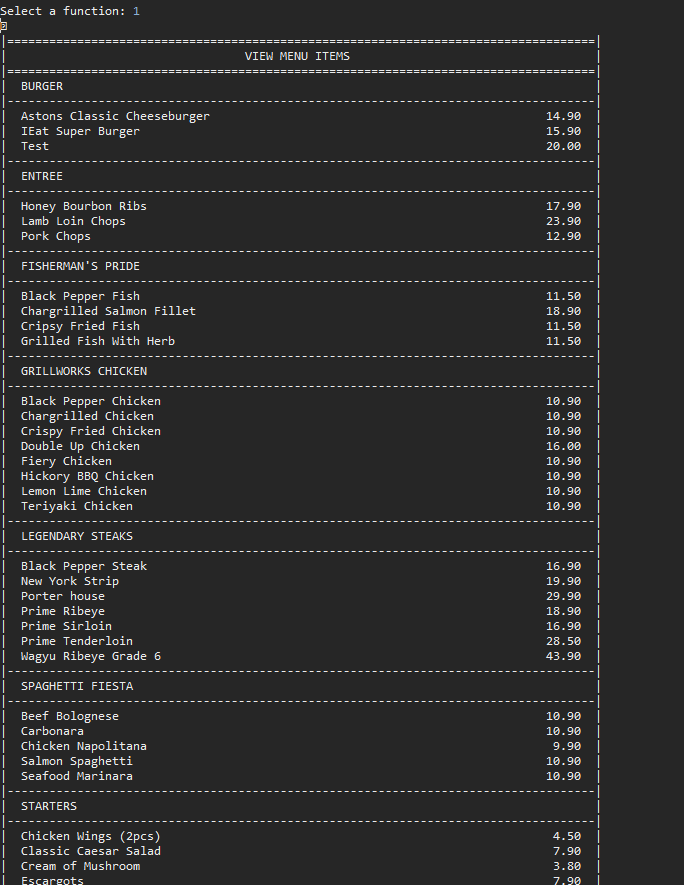 Select a function: 1
|====================================================================================|
| VIEW MENU ITEMS |
|====================================================================================|
| BURGER |
|------------------------------------------------------------------------------------|
| Astons Classic Cheeseburger 14.90 |
| IEat Super Burger 15.90 |
| Test 20.00 |
|------------------------------------------------------------------------------------|
| ENTREE |
|------------------------------------------------------------------------------------|
| Honey Bourbon Ribs 17.90 |
| Lamb Loin Chops 23.90 |
| Pork Chops 12.90 |
|------------------------------------------------------------------------------------|
| FISHERMAN'S PRIDE |
|------------------------------------------------------------------------------------|
| Black Pepper Fish 11.50 |
| Chargrilled Salmon Fillet 18.90 |
| Cripsy Fried Fish 11.50 |
| Grilled Fish With Herb 11.50 |
|------------------------------------------------------------------------------------|
| GRILLWORKS CHICKEN |
|------------------------------------------------------------------------------------|
| Black Pepper Chicken 10.90 |
| Chargrilled Chicken 10.90 |
| Crispy Fried Chicken 10.90 |
| Double Up Chicken 16.00 |
| Fiery Chicken 10.90 |
| Hickory BBQ Chicken 10.90 |
| Lemon Lime Chicken 10.90 |
| Teriyaki Chicken 10.90 |
|------------------------------------------------------------------------------------|
| LEGENDARY STEAKS |
|------------------------------------------------------------------------------------|
| Black Pepper Steak 16.90 |
| New York Strip 19.90 |
| Porter house 29.90 |
| Prime Ribeye 18.90 |
| Prime Sirloin 16.90 |
| Prime Tenderloin 28.50 |
| Wagyu Ribeye Grade 6 43.90 |
|------------------------------------------------------------------------------------|
| SPAGHETTI FIESTA |
|------------------------------------------------------------------------------------|
| Beef Bolognese 10.90 |
| Carbonara 10.90 |
| Chicken Napolitana 9.90 |
| Salmon Spaghetti 10.90 |
| Seafood Marinara 10.90 |
|------------------------------------------------------------------------------------|
| STARTERS |
|------------------------------------------------------------------------------------|
| Chicken Wings (2pcs) 4.50 |
| Classic Caesar Salad 7.90 |
| Cream of Mushroom 3.80 |
| Escargots 7.90 |